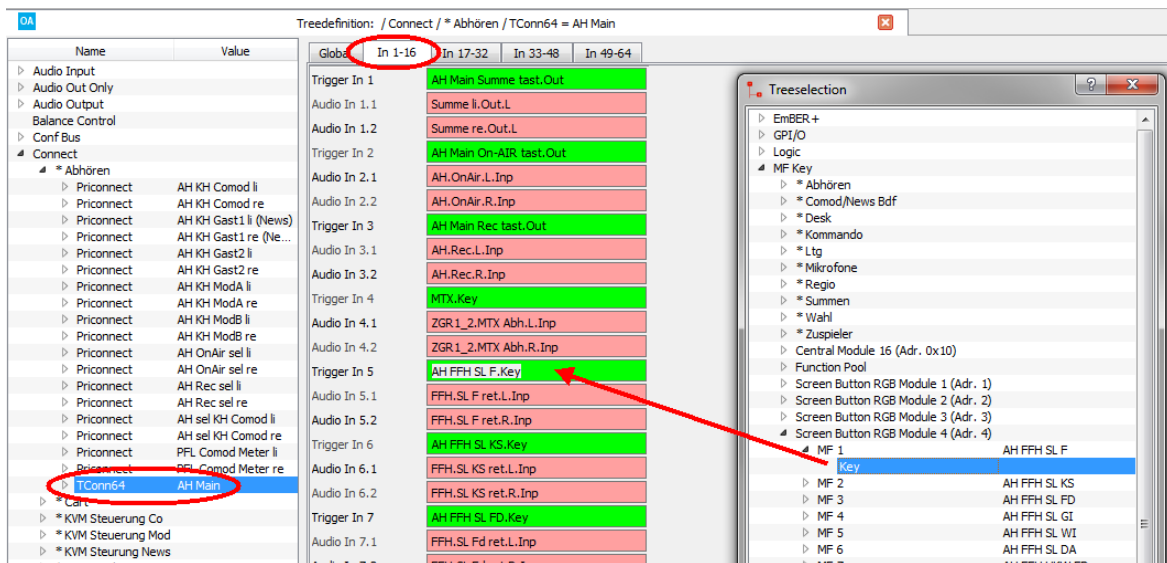 OA
Treedefinition: / Connect / * Abhören / TConn64 = AH Main
Name Value
Audio Input
Audio Out Only
Audio Output
Balance Control
Conf Bus
Connect
* Abhören
Priconnect AH KH Comod li
Priconnect AH KH Comod re
Priconnect AH KH Gast1 li (News)
Priconnect AH KH Gast1 re (Ne...
Priconnect AH KH Gast2 li
Priconnect AH KH Gast2 re
Priconnect AH KH ModA li
Priconnect AH KH ModA re
Priconnect AH KH ModB li
Priconnect AH KH ModB re
Priconnect AH OnAir sel li
Priconnect AH OnAir sel re
Priconnect AH Rec sel li
Priconnect AH Rec sel re
Priconnect AH sel KH Comod li
Priconnect AH sel KH Comod re
Priconnect PFL Comod Meter li
Priconnect PFL Comod Meter re
TConn64 AH Main
* Cart
* KVM Steuerung Co
* KVM Steuerung Mod
* KVM Steurung News
Global In 1-16 In 17-32 In 33-48 In 49-64
Trigger In 1 AH Main Summe tast.Out
Audio In 1.1 Summe li.Out.L
Audio In 1.2 Summe re.Out.L
Trigger In 2 AH Main On-AIR tast.Out
Audio In 2.1 AH.OnAir.L.Inp
Audio In 2.2 AH.OnAir.R.Inp
Trigger In 3 AH Main Rec tast.Out
Audio In 3.1 AH.Rec.L.Inp
Audio In 3.2 AH.Rec.R.Inp
Trigger In 4 MTX.Key
Audio In 4.1 ZGR1_2.MTX Abh.L.Inp
Audio In 4.2 ZGR1_2.MTX Abh.R.Inp
Trigger In 5 AH FFH SL F.Key
Audio In 5.1 FFH.SL F ret.L.Inp
Audio In 5.2 FFH.SL F ret.R.Inp
Trigger In 6 AH FFH SL KS.Key
Audio In 6.1 FFH.SL KS ret.L.Inp
Audio In 6.2 FFH.SL KS ret.R.Inp
Trigger In 7 AH FFH SL FD.Key
Audio In 7.1 FFH.SL Fd ret.L.Inp
Treeselection
EmBER+
GPI/O
Logic
MF Key
* Abhören
* Comod/News Bdf
* Desk
* Kommando
* Ltg
* Mikrofone
* Regio
* Summen
* Wahl
* Zuspieler
Central Module 16 (Adr. 0x10)
Function Pool
Screen Button RGB Module 1 (Adr. 1)
Screen Button RGB Module 2 (Adr. 2)
Screen Button RGB Module 3 (Adr. 3)
Screen Button RGB Module 4 (Adr. 4)
MF 1 AH FFH SL F
Key
MF 2 AH FFH SL KS
MF 3 AH FFH SL FD
MF 4 AH FFH SL GI
MF 5 AH FFH SL WI
MF 6 AH FFH SL DA